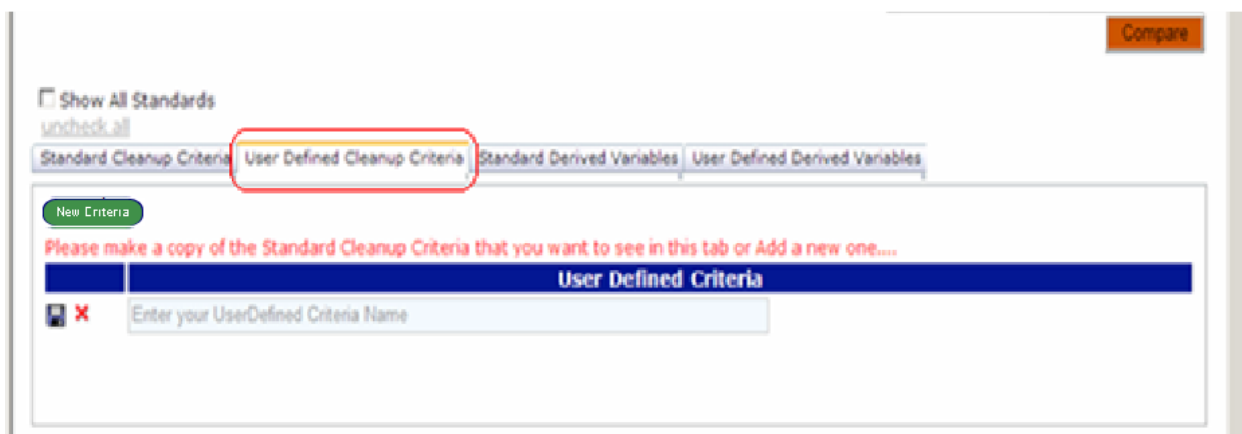 Compare
Show All Standards
uncheck all
Standard Cleanup Criteria User Defined Cleanup Criteria Standard Derived Variables User Defined Derived Variables
New Criteria
Please make a copy of the Standard Cleanup Criteria that you want to see in this tab or Add a new one....
User Defined Criteria
Enter your UserDefined Criteria Name